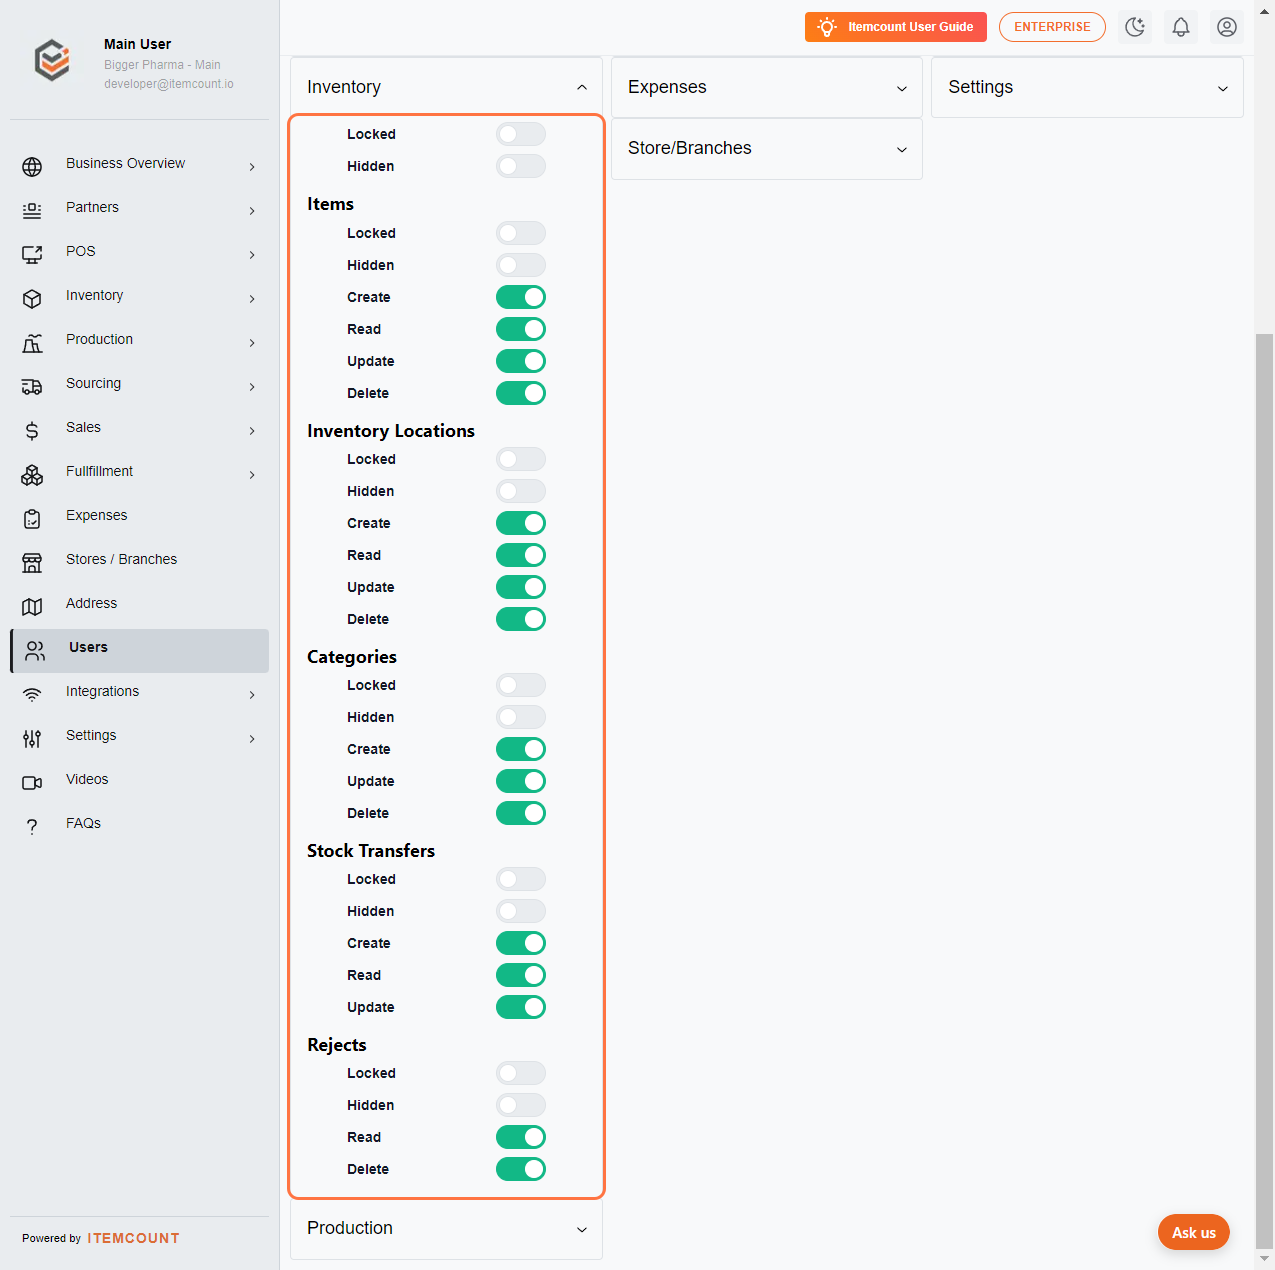 Main User
Bigger Pharma - Main
developer@itemcount.io
Business Overview
Partners
POS
Inventory
Production
Sourcing
Sales
Fullfillment
Expenses
Stores / Branches
Address
Users
Integrations
Settings
Videos
FAQs
Powered by ITEMCOUNT
Itemcount User Guide
ENTERPRISE
Inventory
Locked
Hidden
Items
Locked
Hidden
Create
Read
Update
Delete
Inventory Locations
Locked
Hidden
Create
Read
Update
Delete
Categories
Locked
Hidden
Create
Update
Delete
Stock Transfers
Locked
Hidden
Create
Read
Update
Rejects
Locked
Hidden
Read
Delete
Production
Expenses
Store/Branches
Settings
Ask us